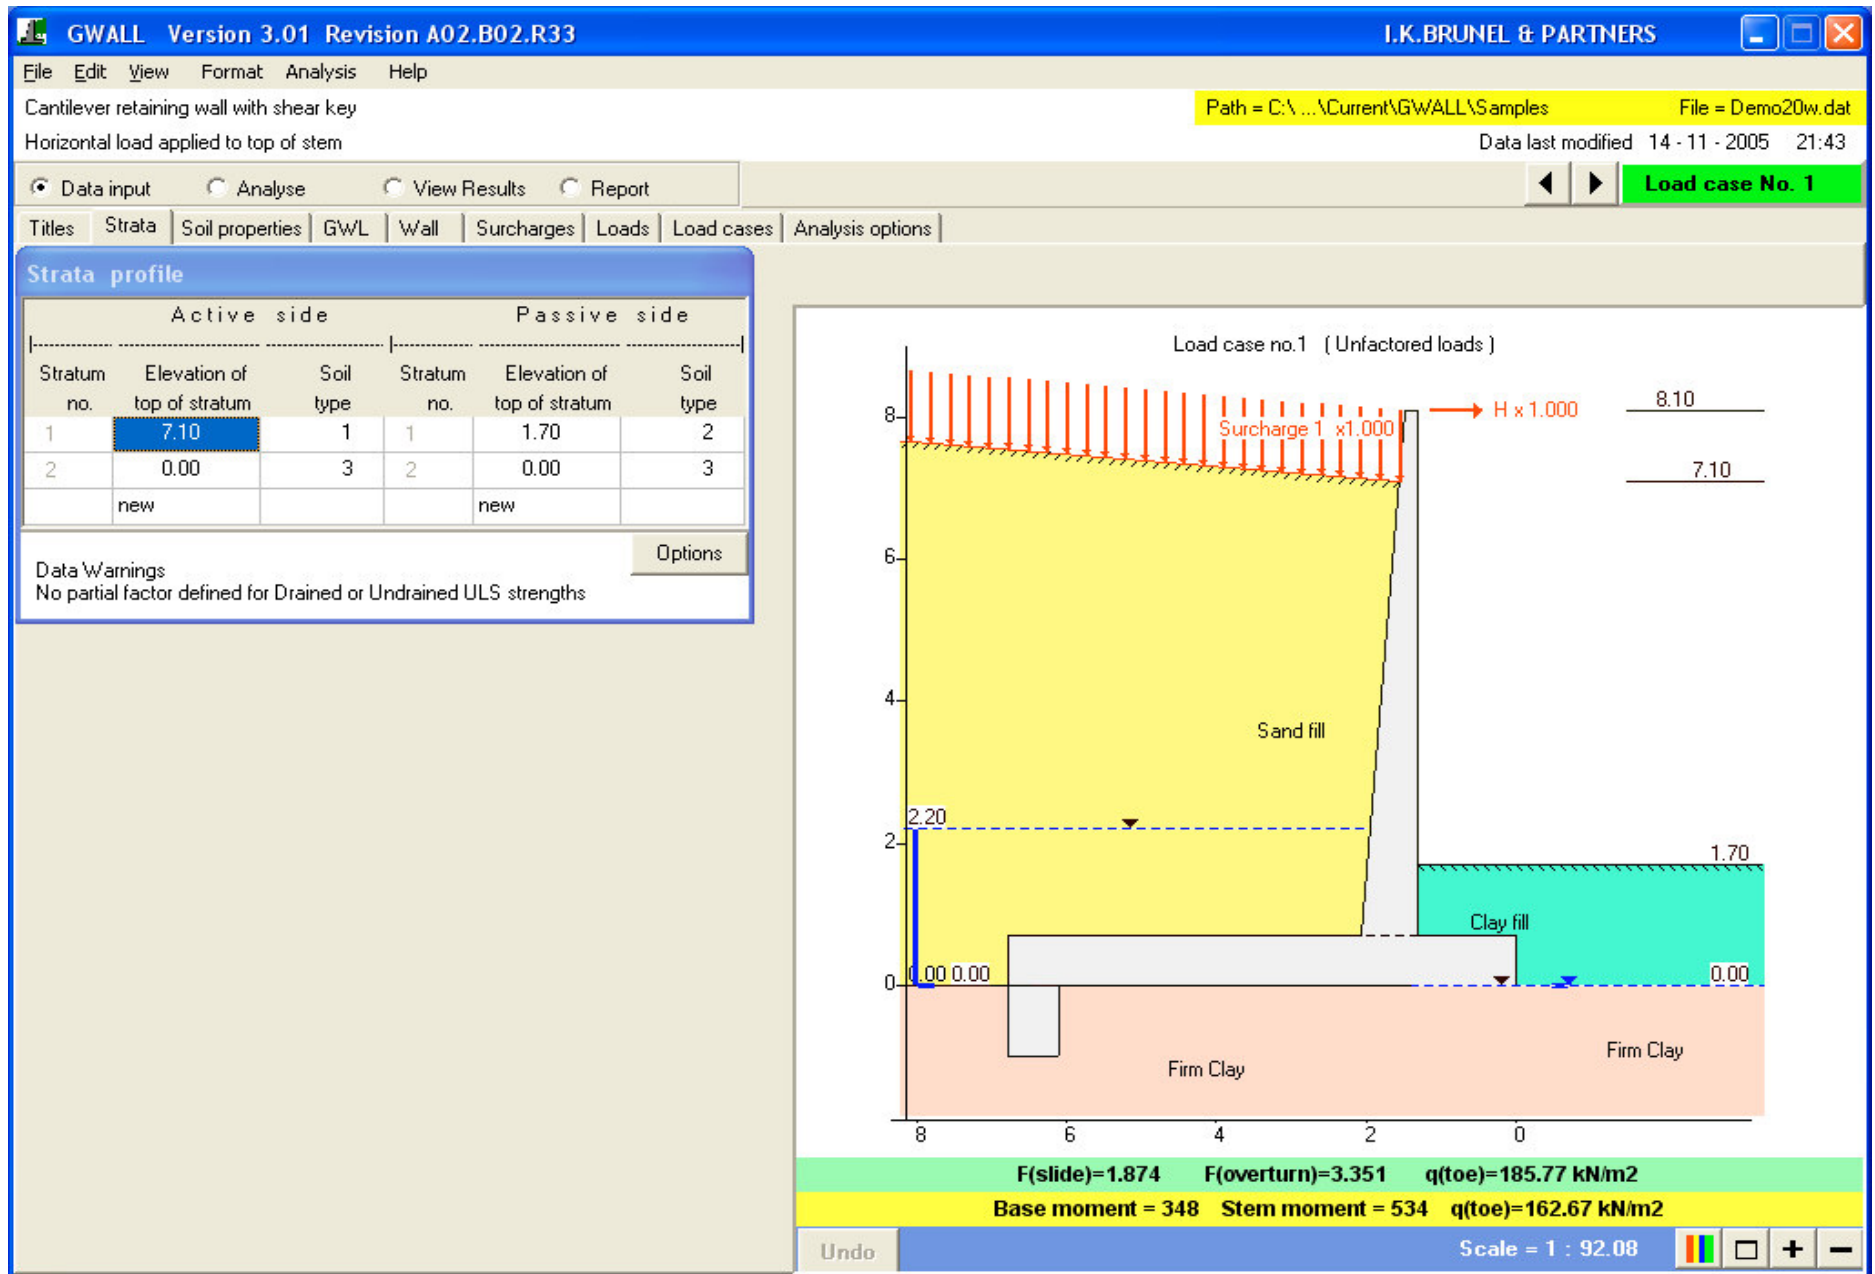 GWALL Version 3.01 Revision A02.B02.R33 I.K.BRUNEL & PARTNERS
File Edit View Format Analysis Help
Cantilever retaining wall with shear key
Path = C:\ ...\Current\GWALL\Samples File = Demo20w.dat
Horizontal load applied to top of stem
Data last modified 14 - 11 - 2005 21:43
Data input Analyse View Results Report
Load case No. 1
Titles Strata Soil properties GWL Wall Surcharges Loads Load cases Analysis options
Strata profile
Active side Passive side
Stratum Elevation of Soil Stratum Elevation of Soil
no. top of stratum type no. top of stratum type
1 7.10 1 1 1.70 2
2 0.00 3 2 0.00 3
new new
Options
Data Warnings
No partial factor defined for Drained or Undrained ULS strengths
Load case no.1 ( Unfactored loads )
8 H x 1.000 8.10
Surcharge 1 x1.000
7.10
6
4
Sand fill
2.20
2
1.70
Clay fill
0 0.00 0.00 0.00
Firm Clay
Firm Clay
8 6 4 2 0
F(slide)=1.874 F(overturn)=3.351 q(toe)=185.77 kN/m2
Base moment = 348 Stem moment = 534 q(toe)=162.67 kN/m2
Undo Scale = 1 : 92.08